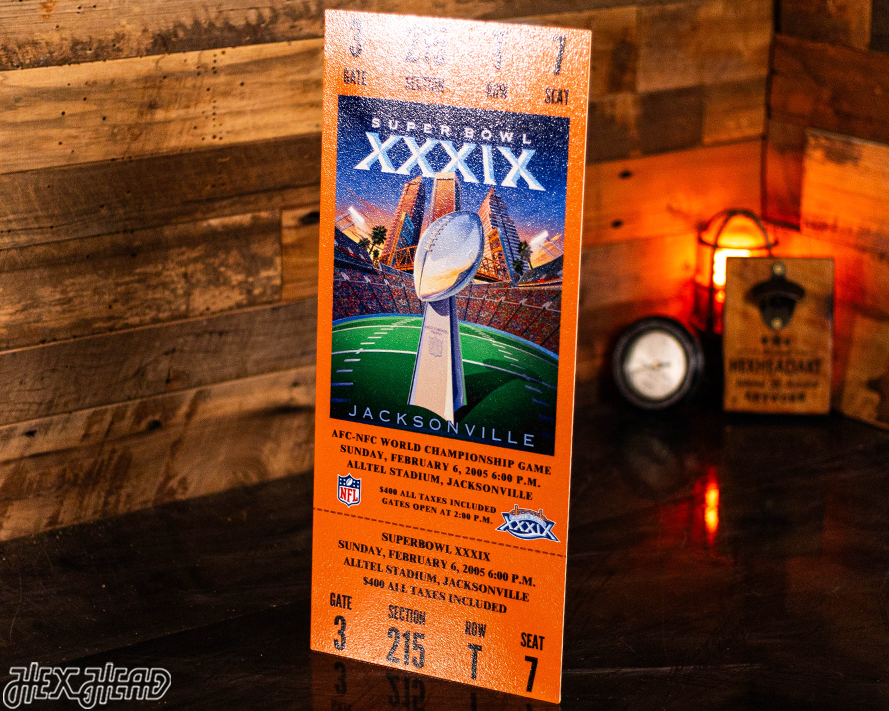 3 215 T 7
GATE SECTION ROW SEAT
SUPER BOWL
XXXIX
JACKSONVILLE
AFC-NFC WORLD CHAMPIONSHIP GAME
SUNDAY, FEBRUARY 6, 2005 6:00 P.M.
ALLTEL STADIUM, JACKSONVILLE
NFL
$400 ALL TAXES INCLUDED
GATES OPEN AT 2:00 P.M.
XXXIX
SUPERBOWL XXXIX
SUNDAY, FEBRUARY 6, 2005 6:00 P.M.
ALLTEL STADIUM, JACKSONVILLE
$400 ALL TAXES INCLUDED
GATE SECTION ROW SEAT
3 215 T 7
HEXHEADART
HEX HEAD